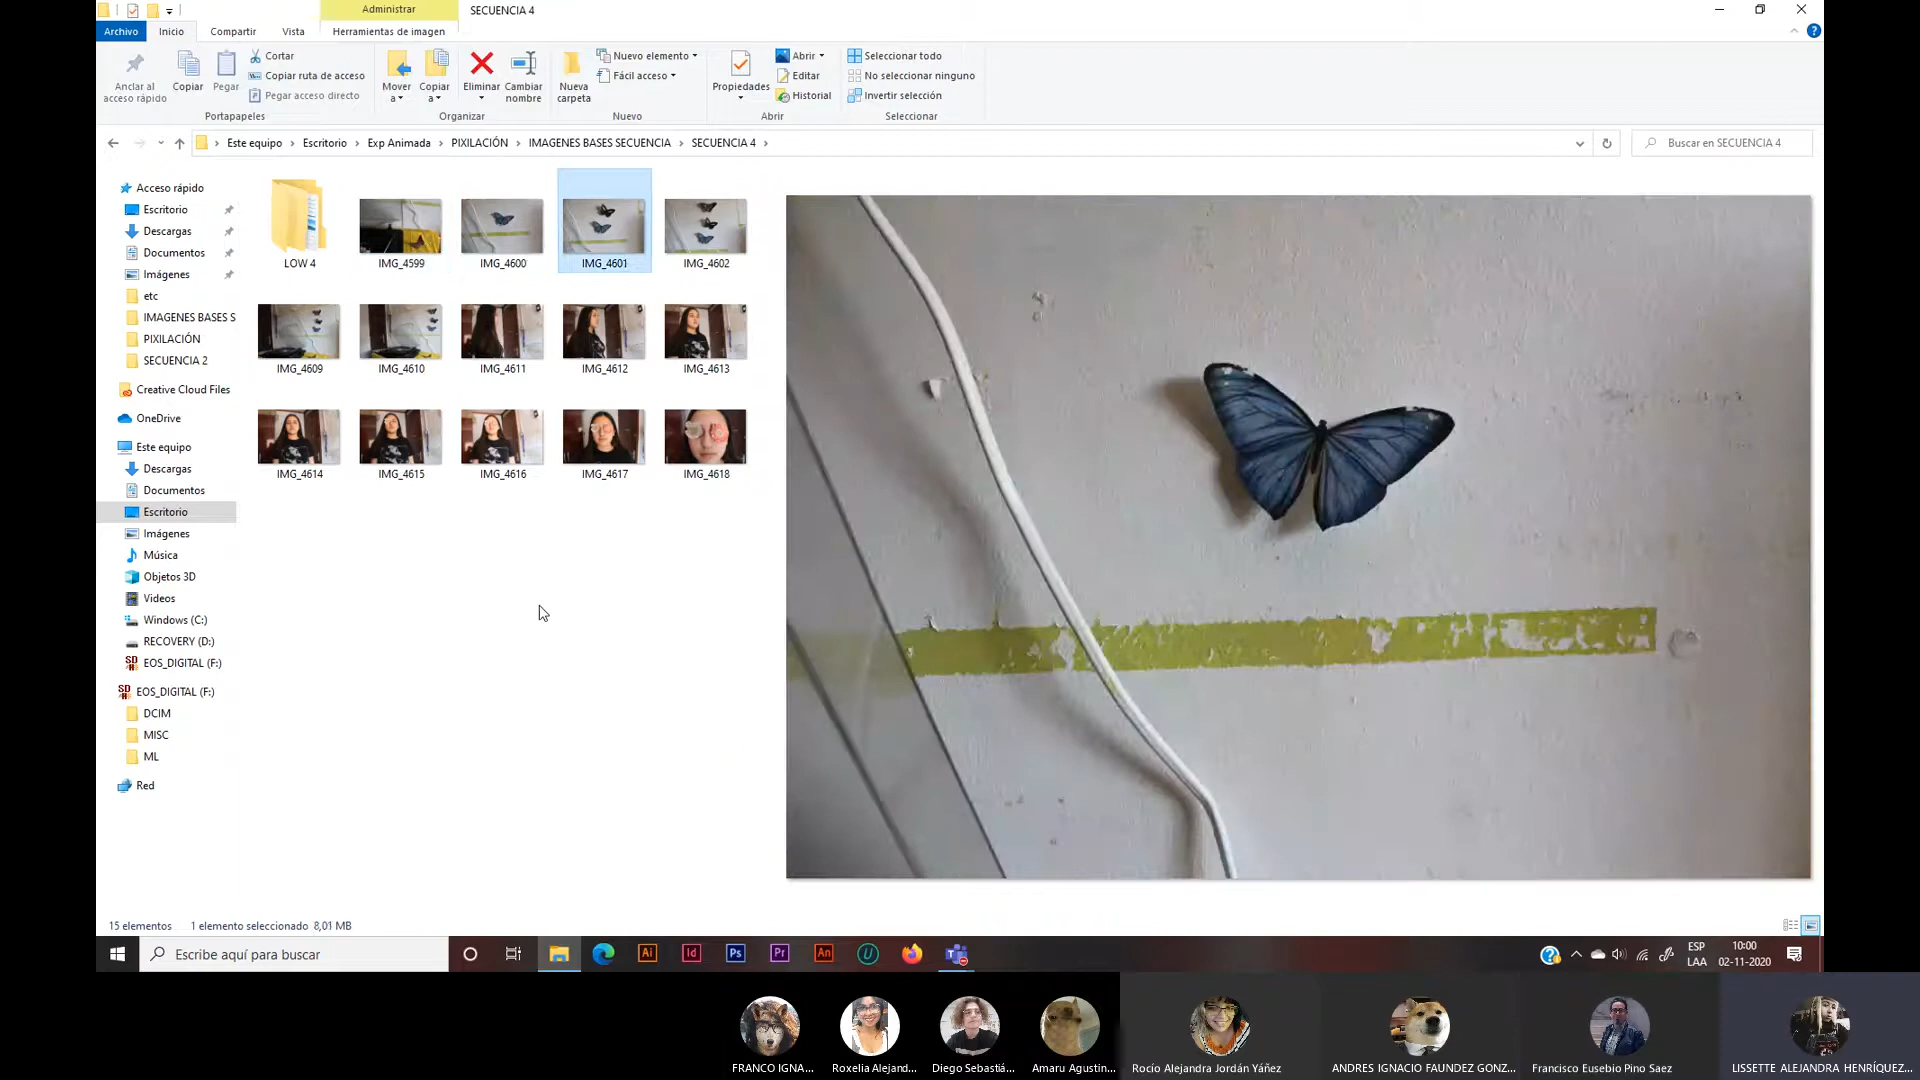 Administrar
SECUENCIA 4
Archivo Inicio Compartir Vista Herramientas de imagen
Anclar al acceso rápido
Copiar
Pegar
Cortar
Copiar ruta de acceso
Pegar acceso directo
Portapapeles
Mover a
Copiar a
Eliminar
Cambiar nombre
Organizar
Nueva carpeta
Nuevo elemento
Fácil acceso
Nuevo
Propiedades
Abrir
Editar
Historial
Abrir
Seleccionar todo
No seleccionar ninguno
Invertir selección
Seleccionar
Este equipo > Escritorio > Exp Animada > PIXILACIÓN > IMAGENES BASES SECUENCIA > SECUENCIA 4 >
Buscar en SECUENCIA 4
Acceso rápido
Escritorio
Descargas
Documentos
Imágenes
etc
IMAGENES BASES S
PIXILACIÓN
SECUENCIA 2
Creative Cloud Files
OneDrive
Este equipo
Descargas
Documentos
Escritorio
Imágenes
Música
Objetos 3D
Videos
Windows (C:)
RECOVERY (D:)
EOS_DIGITAL (F:)
EOS_DIGITAL (F:)
DCIM
MISC
ML
Red
LOW 4 IMG_4599 IMG_4600 IMG_4601 IMG_4602
IMG_4609 IMG_4610 IMG_4611 IMG_4612 IMG_4613
IMG_4614 IMG_4615 IMG_4616 IMG_4617 IMG_4618
15 elementos 1 elemento seleccionado 8,01 MB
Escribe aquí para buscar
Ai Id Ps Pr An U
ESP
LAA
10:00
02-11-2020
FRANCO IGNA... Roxelia Alejand... Diego Sebastiá... Amaru Agustin... Rocío Alejandra Jordán Yáñez ANDRES IGNACIO FAUNDEZ GONZ... Francisco Eusebio Pino Saez LISSETTE ALEJANDRA HENRÍQUEZ...